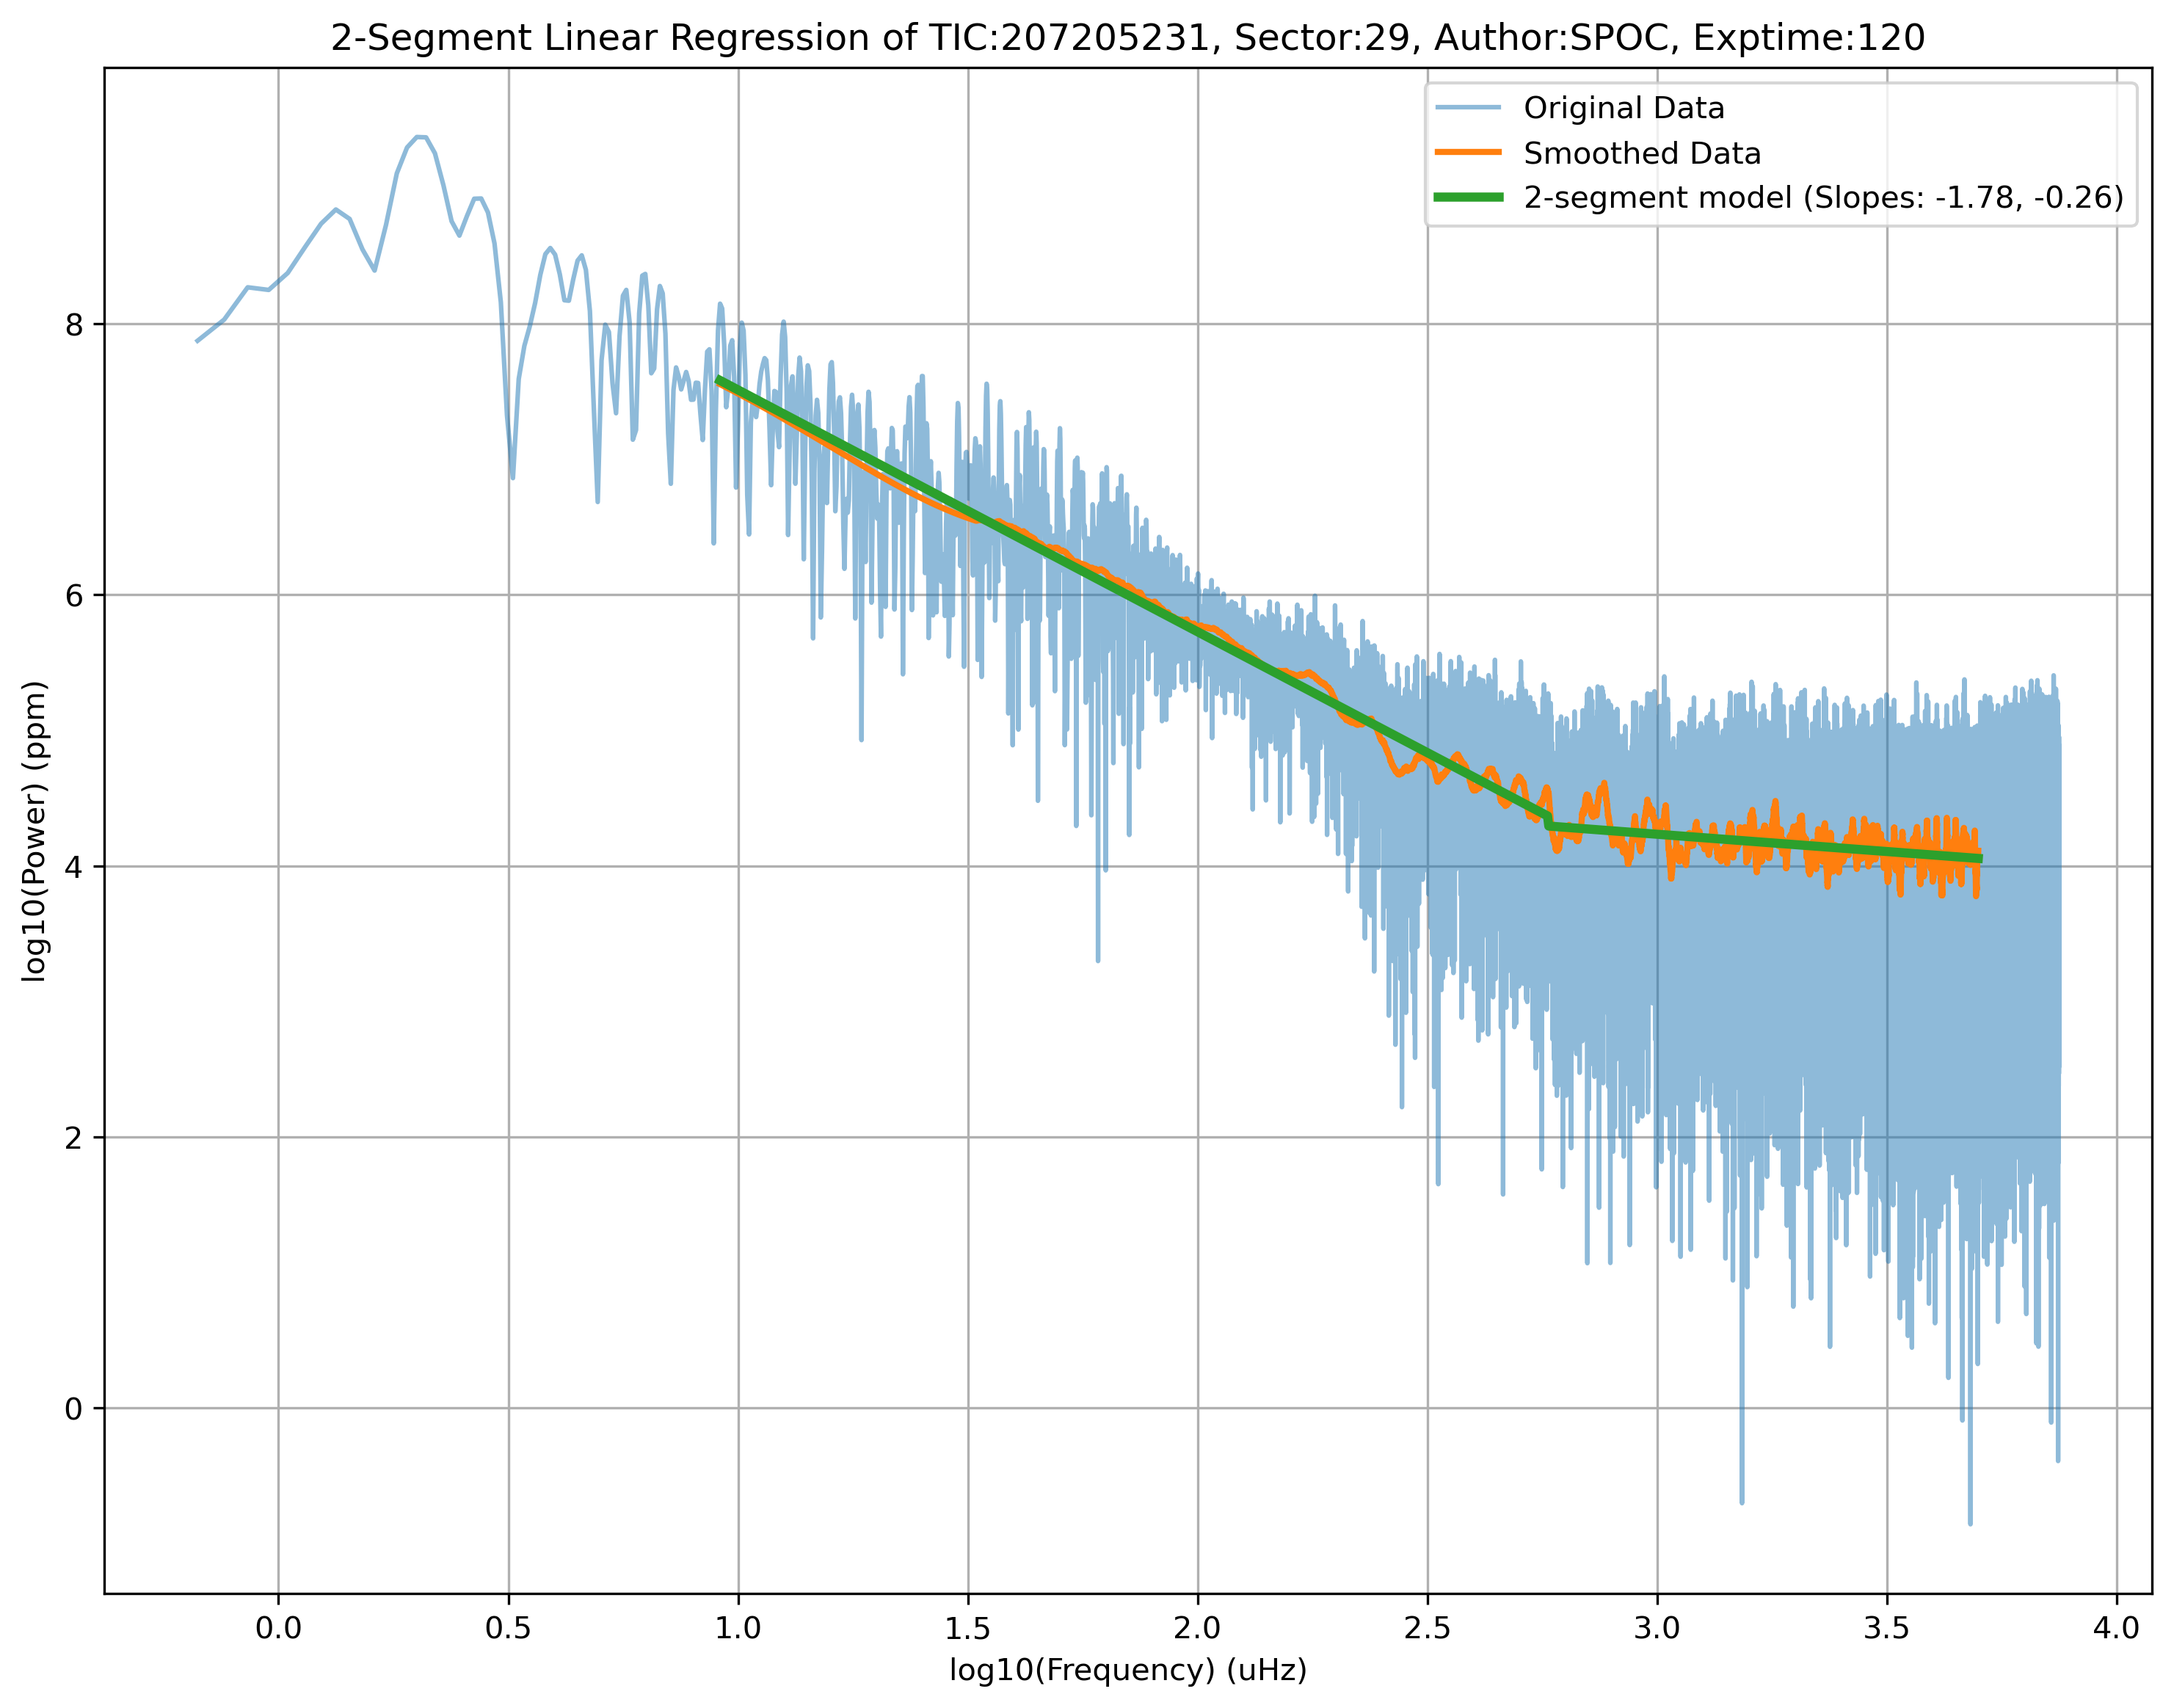 2-Segment Linear Regression of TIC:207205231, Sector:29, Author:SPOC, Exptime:120
Original Data
Smoothed Data
2-segment model (Slopes: -1.78, -0.26)
log10(Power) (ppm)
8
6
4
2
0
0.0 0.5 1.0 1.5 2.0 2.5 3.0 3.5 4.0
log10(Frequency) (uHz)